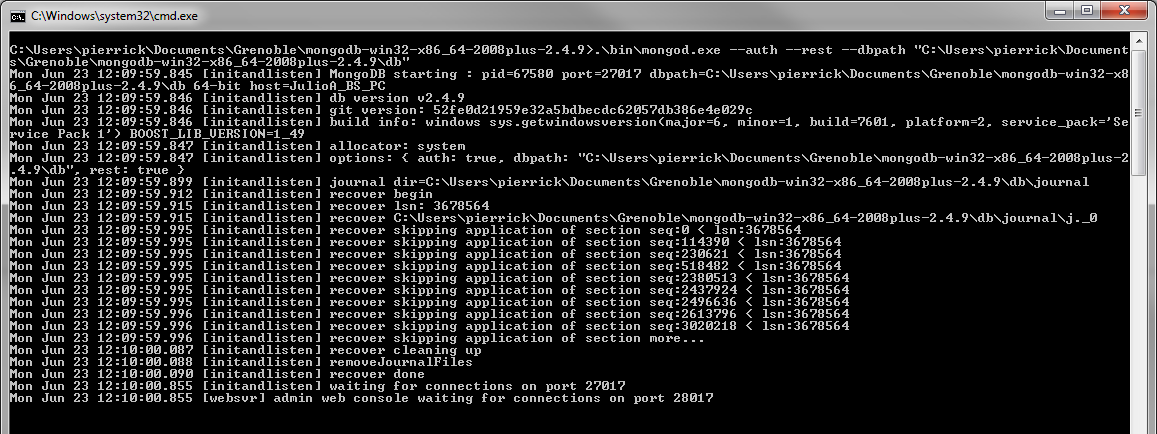 C:\Windows\system32\cmd.exe
C:\Users\pierrick\Documents\Grenoble\mongodb-win32-x86_64-2008plus-2.4.9>.\bin\mongod.exe --auth --rest --dbpath "C:\Users\pierrick\Document
s\Grenoble\mongodb-win32-x86_64-2008plus-2.4.9\db"
Mon Jun 23 12:09:59.845 [initandlisten] MongoDB starting : pid=67580 port=27017 dbpath=C:\Users\pierrick\Documents\Grenoble\mongodb-win32-x8
6_64-2008plus-2.4.9\db 64-bit host=JulioA_BS_PC
Mon Jun 23 12:09:59.846 [initandlisten] db version v2.4.9
Mon Jun 23 12:09:59.846 [initandlisten] git version: 52fe0d21959e32a5bdbecdc62057db386e4e029c
Mon Jun 23 12:09:59.846 [initandlisten] build info: windows sys.getwindowsversion(major=6, minor=1, build=7601, platform=2, service_pack='Se
rvice Pack 1') BOOST_LIB_VERSION=1_49
Mon Jun 23 12:09:59.847 [initandlisten] allocator: system
Mon Jun 23 12:09:59.847 [initandlisten] options: { auth: true, dbpath: "C:\Users\pierrick\Documents\Grenoble\mongodb-win32-x86_64-2008plus-2
.4.9\db", rest: true }
Mon Jun 23 12:09:59.899 [initandlisten] journal dir=C:\Users\pierrick\Documents\Grenoble\mongodb-win32-x86_64-2008plus-2.4.9\db\journal
Mon Jun 23 12:09:59.912 [initandlisten] recover begin
Mon Jun 23 12:09:59.915 [initandlisten] recover lsn: 3678564
Mon Jun 23 12:09:59.915 [initandlisten] recover C:\Users\pierrick\Documents\Grenoble\mongodb-win32-x86_64-2008plus-2.4.9\db\journal\j._0
Mon Jun 23 12:09:59.995 [initandlisten] recover skipping application of section seq:0 < lsn:3678564
Mon Jun 23 12:09:59.995 [initandlisten] recover skipping application of section seq:114390 < lsn:3678564
Mon Jun 23 12:09:59.995 [initandlisten] recover skipping application of section seq:230621 < lsn:3678564
Mon Jun 23 12:09:59.995 [initandlisten] recover skipping application of section seq:518482 < lsn:3678564
Mon Jun 23 12:09:59.995 [initandlisten] recover skipping application of section seq:2380513 < lsn:3678564
Mon Jun 23 12:09:59.995 [initandlisten] recover skipping application of section seq:2437924 < lsn:3678564
Mon Jun 23 12:09:59.995 [initandlisten] recover skipping application of section seq:2496636 < lsn:3678564
Mon Jun 23 12:09:59.996 [initandlisten] recover skipping application of section seq:2613796 < lsn:3678564
Mon Jun 23 12:09:59.996 [initandlisten] recover skipping application of section seq:3020218 < lsn:3678564
Mon Jun 23 12:09:59.996 [initandlisten] recover skipping application of section more...
Mon Jun 23 12:10:00.087 [initandlisten] recover cleaning up
Mon Jun 23 12:10:00.088 [initandlisten] removeJournalFiles
Mon Jun 23 12:10:00.090 [initandlisten] recover done
Mon Jun 23 12:10:00.855 [initandlisten] waiting for connections on port 27017
Mon Jun 23 12:10:00.855 [websvr] admin web console waiting for connections on port 28017